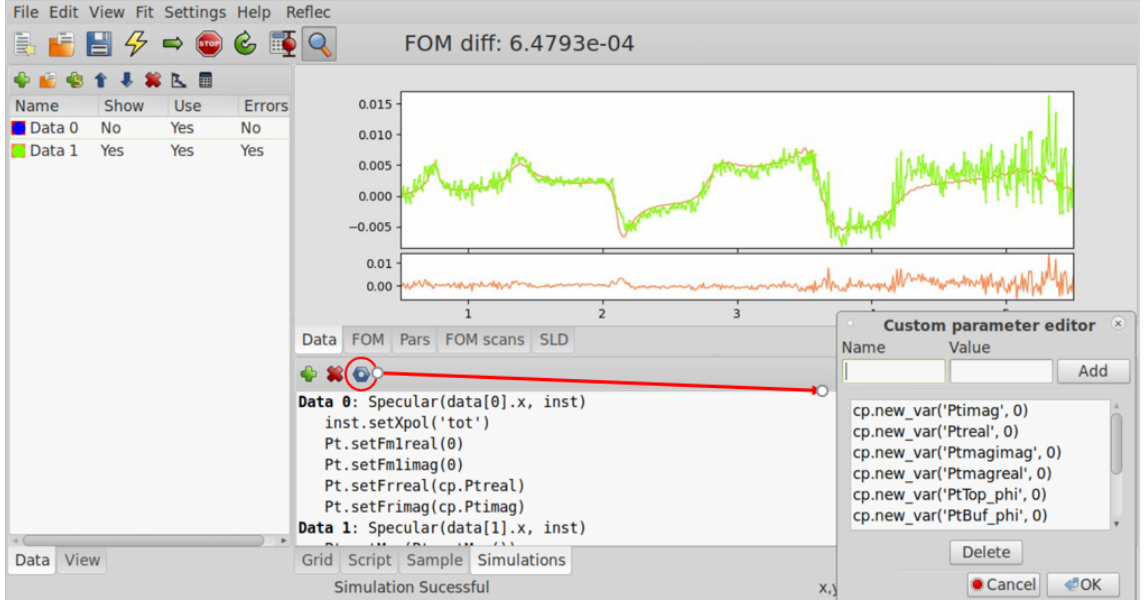 File Edit View Fit Settings Help Reflec
STOP
FOM diff: 6.4793e-04
Name Show Use Errors
Data 0 No Yes No
Data 1 Yes Yes Yes
0.015
0.010
0.005
0.000
−0.005
0.01
0.00
1 2 3
Data FOM Pars FOM scans SLD
Data 0: Specular(data[0].x, inst)
inst.setXpol('tot')
Pt.setFm1real(0)
Pt.setFm1imag(0)
Pt.setFrreal(cp.Ptreal)
Pt.setFrimag(cp.Ptimag)
Data 1: Specular(data[1].x, inst)
Data View
Grid Script Sample Simulations
Simulation Sucessful
x,y
Custom parameter editor
Name Value
Add
cp.new_var('Ptimag', 0)
cp.new_var('Ptreal', 0)
cp.new_var('Ptmagimag', 0)
cp.new_var('Ptmagreal', 0)
cp.new_var('PtTop_phi', 0)
cp.new_var('PtBuf_phi', 0)
Delete
Cancel OK